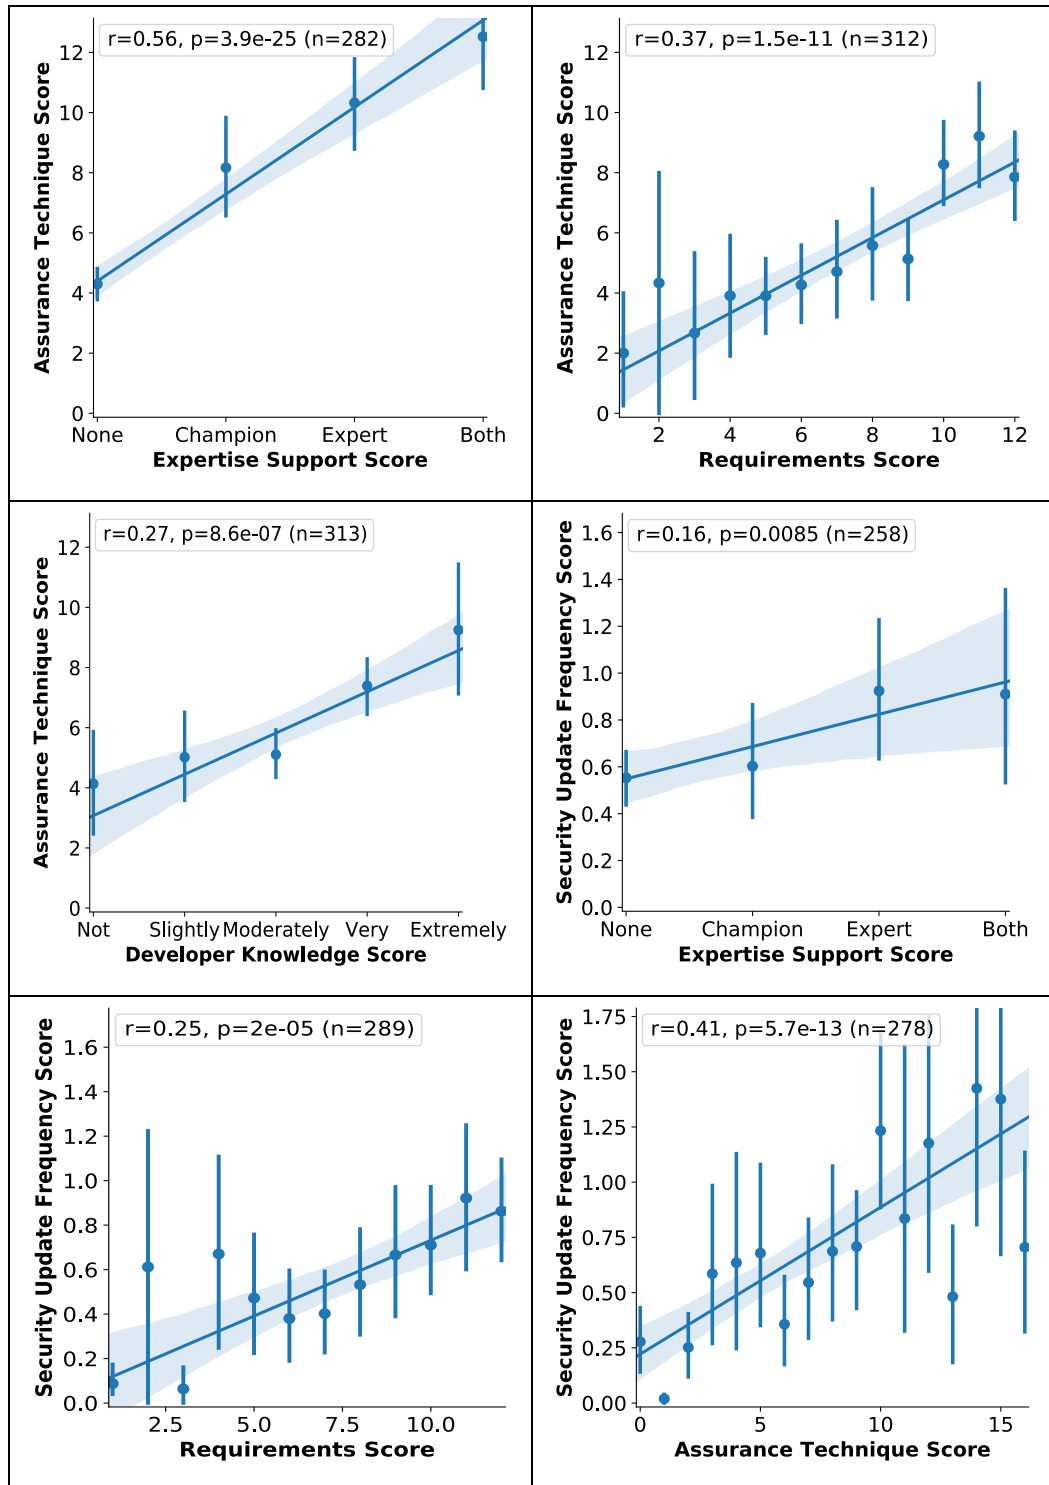 r=0.56, p=3.9e-25 (n=282)
Assurance Technique Score
12
10
8
6
4
2
0
None Champion Expert Both
Expertise Support Score
r=0.37, p=1.5e-11 (n=312)
Assurance Technique Score
12
10
8
6
4
2
0
2 4 6 8 10 12
Requirements Score
r=0.27, p=8.6e-07 (n=313)
Assurance Technique Score
12
10
8
6
4
2
0
Not Slightly Moderately Very Extremely
Developer Knowledge Score
r=0.16, p=0.0085 (n=258)
Security Update Frequency Score
1.6
1.4
1.2
1.0
0.8
0.6
0.4
0.2
0.0
None Champion Expert Both
Expertise Support Score
r=0.25, p=2e-05 (n=289)
Security Update Frequency Score
1.6
1.4
1.2
1.0
0.8
0.6
0.4
0.2
0.0
2.5 5.0 7.5 10.0
Requirements Score
r=0.41, p=5.7e-13 (n=278)
Security Update Frequency Score
1.75
1.50
1.25
1.00
0.75
0.50
0.25
0.00
0 5 10 15
Assurance Technique Score